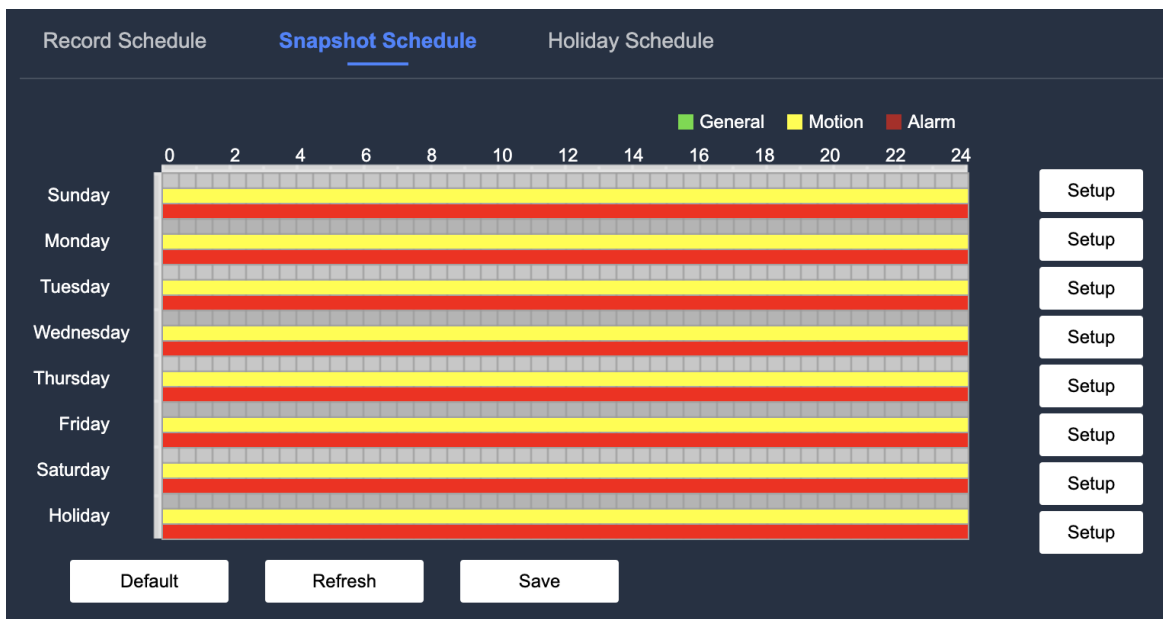 Record Schedule Snapshot Schedule Holiday Schedule
General Motion Alarm
0 2 4 6 8 10 12 14 16 18 20 22 24
Sunday Setup
Monday Setup
Tuesday Setup
Wednesday Setup
Thursday Setup
Friday Setup
Saturday Setup
Holiday Setup
Default Refresh Save